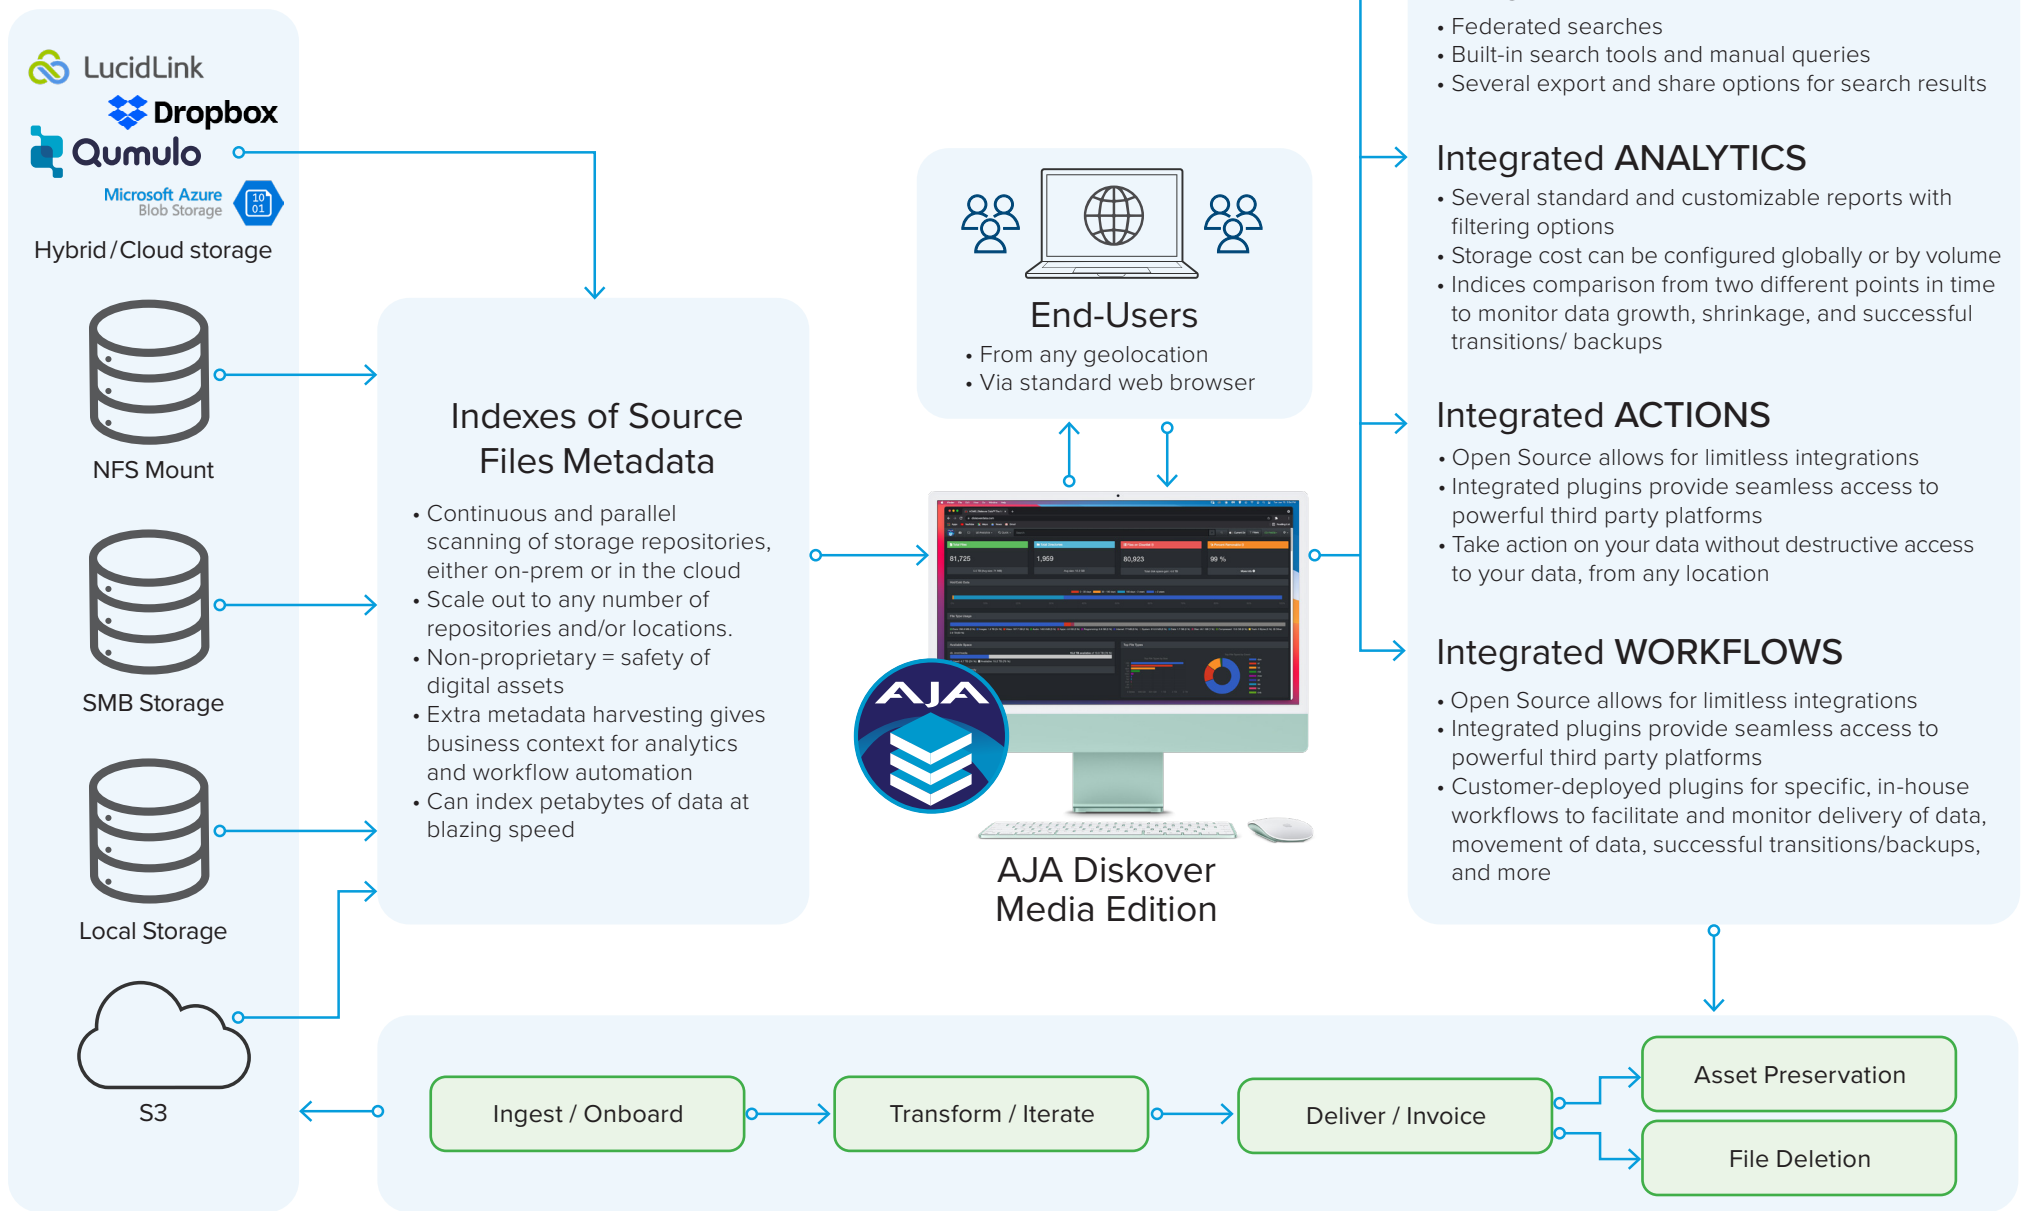 LucidLink
Dropbox
Qumulo
Microsoft Azure
Blob Storage
10
01
Hybrid/Cloud storage
NFS Mount
SMB Storage
Local Storage
S3
Indexes of Source
Files Metadata
• Continuous and parallel
scanning of storage repositories,
either on-prem or in the cloud
• Scale out to any number of
repositories and/or locations.
• Non-proprietary = safety of
digital assets
• Extra metadata harvesting gives
business context for analytics
and workflow automation
• Can index petabytes of data at
blazing speed
End-Users
• From any geolocation
• Via standard web browser
81,725
1,959
80,923
99 %
AJA
AJA Diskover
Media Edition
• Federated searches
• Built-in search tools and manual queries
• Several export and share options for search results
Integrated ANALYTICS
• Several standard and customizable reports with
filtering options
• Storage cost can be configured globally or by volume
• Indices comparison from two different points in time
to monitor data growth, shrinkage, and successful
transitions/ backups
Integrated ACTIONS
• Open Source allows for limitless integrations
• Integrated plugins provide seamless access to
powerful third party platforms
• Take action on your data without destructive access
to your data, from any location
Integrated WORKFLOWS
• Open Source allows for limitless integrations
• Integrated plugins provide seamless access to
powerful third party platforms
• Customer-deployed plugins for specific, in-house
workflows to facilitate and monitor delivery of data,
movement of data, successful transitions/backups,
and more
Ingest / Onboard
Transform / Iterate
Deliver / Invoice
Asset Preservation
File Deletion